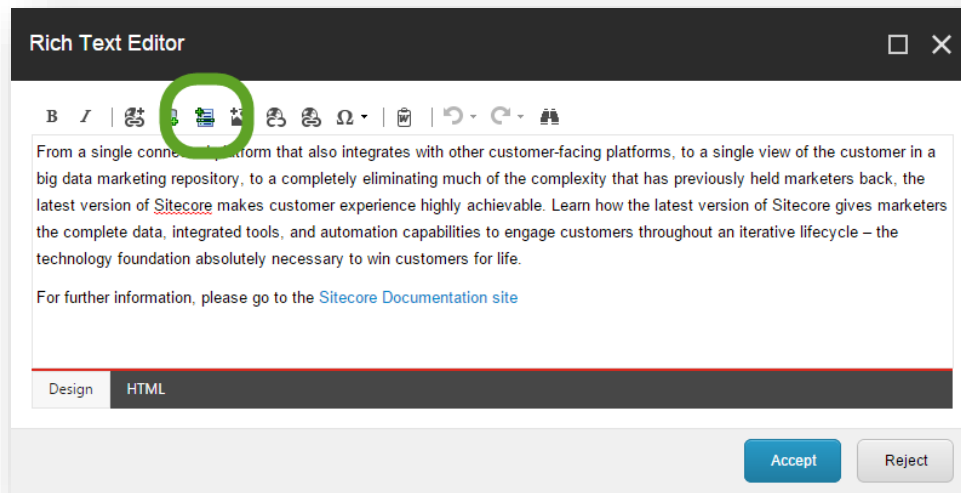 Rich Text Editor
B I Ω W
From a single connected platform that also integrates with other customer-facing platforms, to a single view of the customer in a
big data marketing repository, to a completely eliminating much of the complexity that has previously held marketers back, the
latest version of Sitecore makes customer experience highly achievable. Learn how the latest version of Sitecore gives marketers
the complete data, integrated tools, and automation capabilities to engage customers throughout an iterative lifecycle – the
technology foundation absolutely necessary to win customers for life.
For further information, please go to the Sitecore Documentation site
Design HTML
Accept Reject